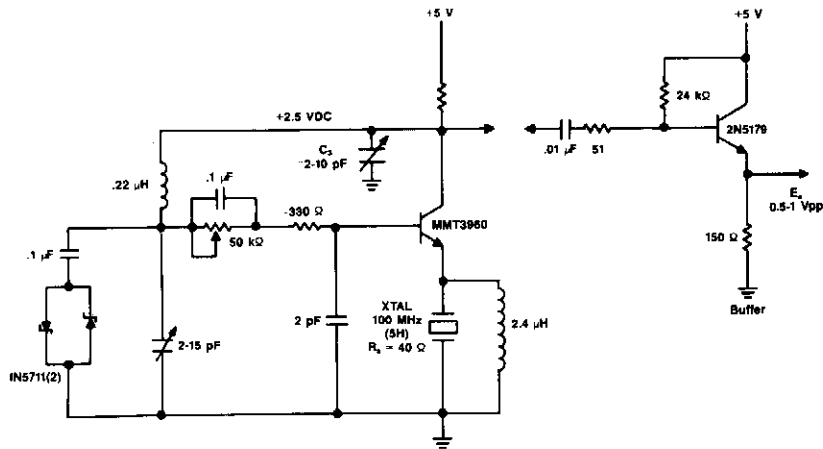 +5 V
+5 V
+2.5 VDC
C₃
2-10 pF
24 kΩ
2N5179
.01 µF
51
.22 µH
.1 µF
-330 Ω
50 kΩ
MMT3960
Eₒ
0.5-1 Vpp
.1 µF
150 Ω
XTAL
100 MHz
(5H)
Rₛ = 40 Ω
2.4 µH
2 pF
2-15 pF
Buffer
IN5711(2)